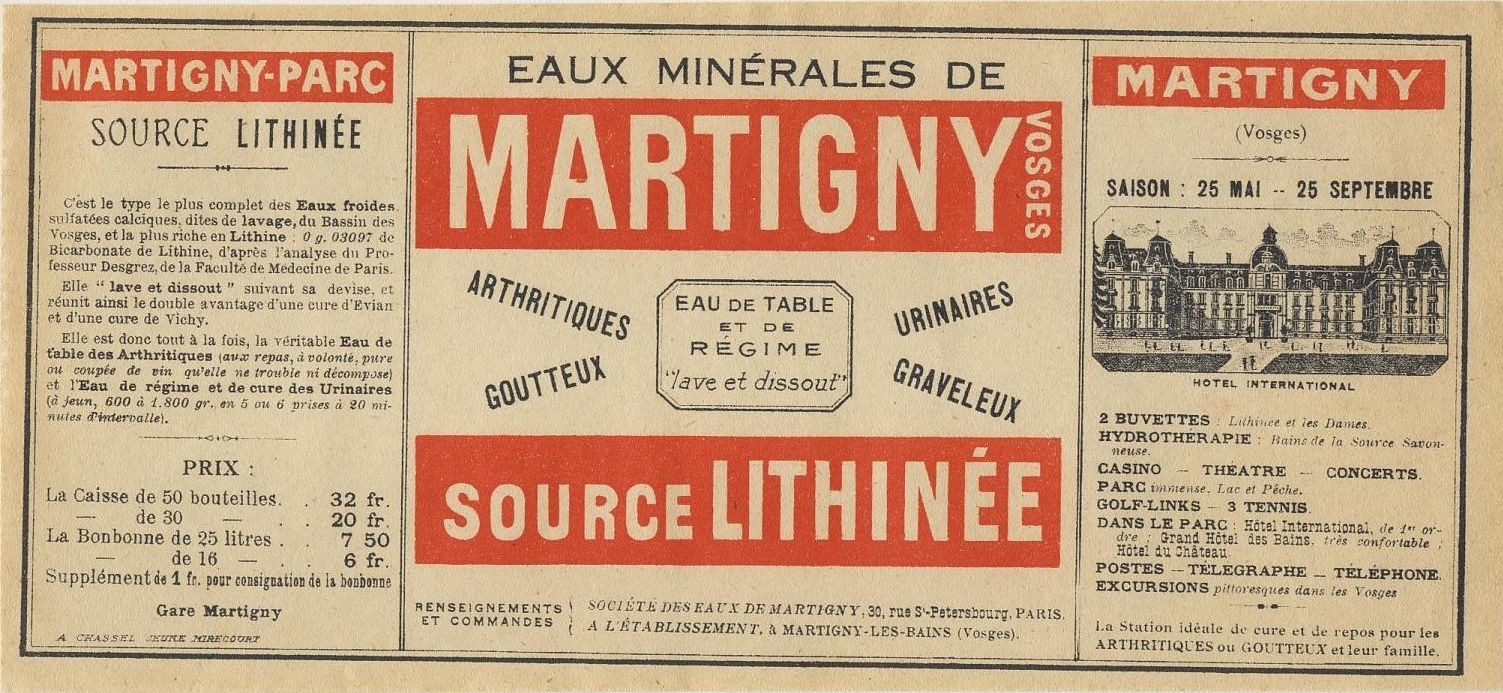 MARTIGNY-PARC
SOURCE LITHINÉE
C'est le type le plus complet des Eaux froides.
sulfatées calciques, dites de lavage, du Bassin des
Vosges, et la plus riche en Lithine : 0 g. 03097 de
Bicarbonate de Lithine, d'après l'analyse du Pro-
fesseur Desgrez, de la Faculté de Médecine de Paris.
Elle " lave et dissout " suivant sa devise, et
réunit ainsi le double avantage d'une cure d'Evian
et d'une cure de Vichy.
Elle est donc tout à la fois, la véritable Eau de
table des Arthritiques (aux repas, à volonté, pure
ou coupée de vin qu'elle ne trouble ni décompose)
et l'Eau de régime et de cure des Urinaires
(à jeun, 600 à 1.800 gr. en 5 ou 6 prises à 20 mi-
nutes d'intervalle).
PRIX :
La Caisse de 50 bouteilles. . 32 fr.
— de 30 — . . 20 fr.
La Bonbonne de 25 litres . . 7 50
— de 16 — . . 6 fr.
Supplément de 1 fr. pour consignation de la bonbonne
Gare Martigny
A CHASSEL JEUNE MIRECOURT
EAUX MINÉRALES DE
MARTIGNY
VOSGES
ARTHRITIQUES
GOUTTEUX
EAU DE TABLE
ET DE
RÉGIME
"lave et dissout"
URINAIRES
GRAVELEUX
SOURCE LITHINÉE
RENSEIGNEMENTS
ET COMMANDES
SOCIÉTÉ DES EAUX DE MARTIGNY, 30, rue St-Petersbourg, PARIS.
A L'ÉTABLISSEMENT, à MARTIGNY-LES-BAINS (Vosges).
MARTIGNY
(Vosges)
SAISON : 25 MAI -- 25 SEPTEMBRE
HOTEL INTERNATIONAL
2 BUVETTES : Lithinée et les Dames.
HYDROTHÉRAPIE : Bains de la Source Savon-
neuse.
CASINO — THÉATRE — CONCERTS.
PARC immense. Lac et Pêche.
GOLF-LINKS — 3 TENNIS.
DANS LE PARC : Hôtel International, de 1er or-
dre ; Grand Hôtel des Bains, très confortable ;
Hôtel du Château.
POSTES — TÉLEGRAPHE — TÉLÉPHONE.
EXCURSIONS pittoresques dans les Vosges
La Station idéale de cure et de repos pour les
ARTHRITIQUES ou GOUTTEUX et leur famille.